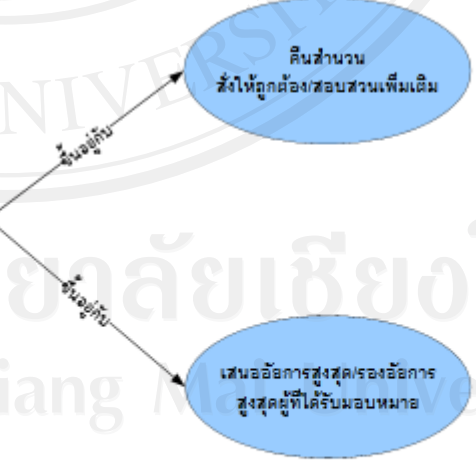 คืนสำนวน
สั่งให้ถูกต้อง/สอบสวนเพิ่มเติม
ขึ้นอยู่กับ
ขึ้นอยู่กับ
เสนออัยการสูงสุด/รองอัยการ
สูงสุดผู้ที่ได้รับมอบหมาย